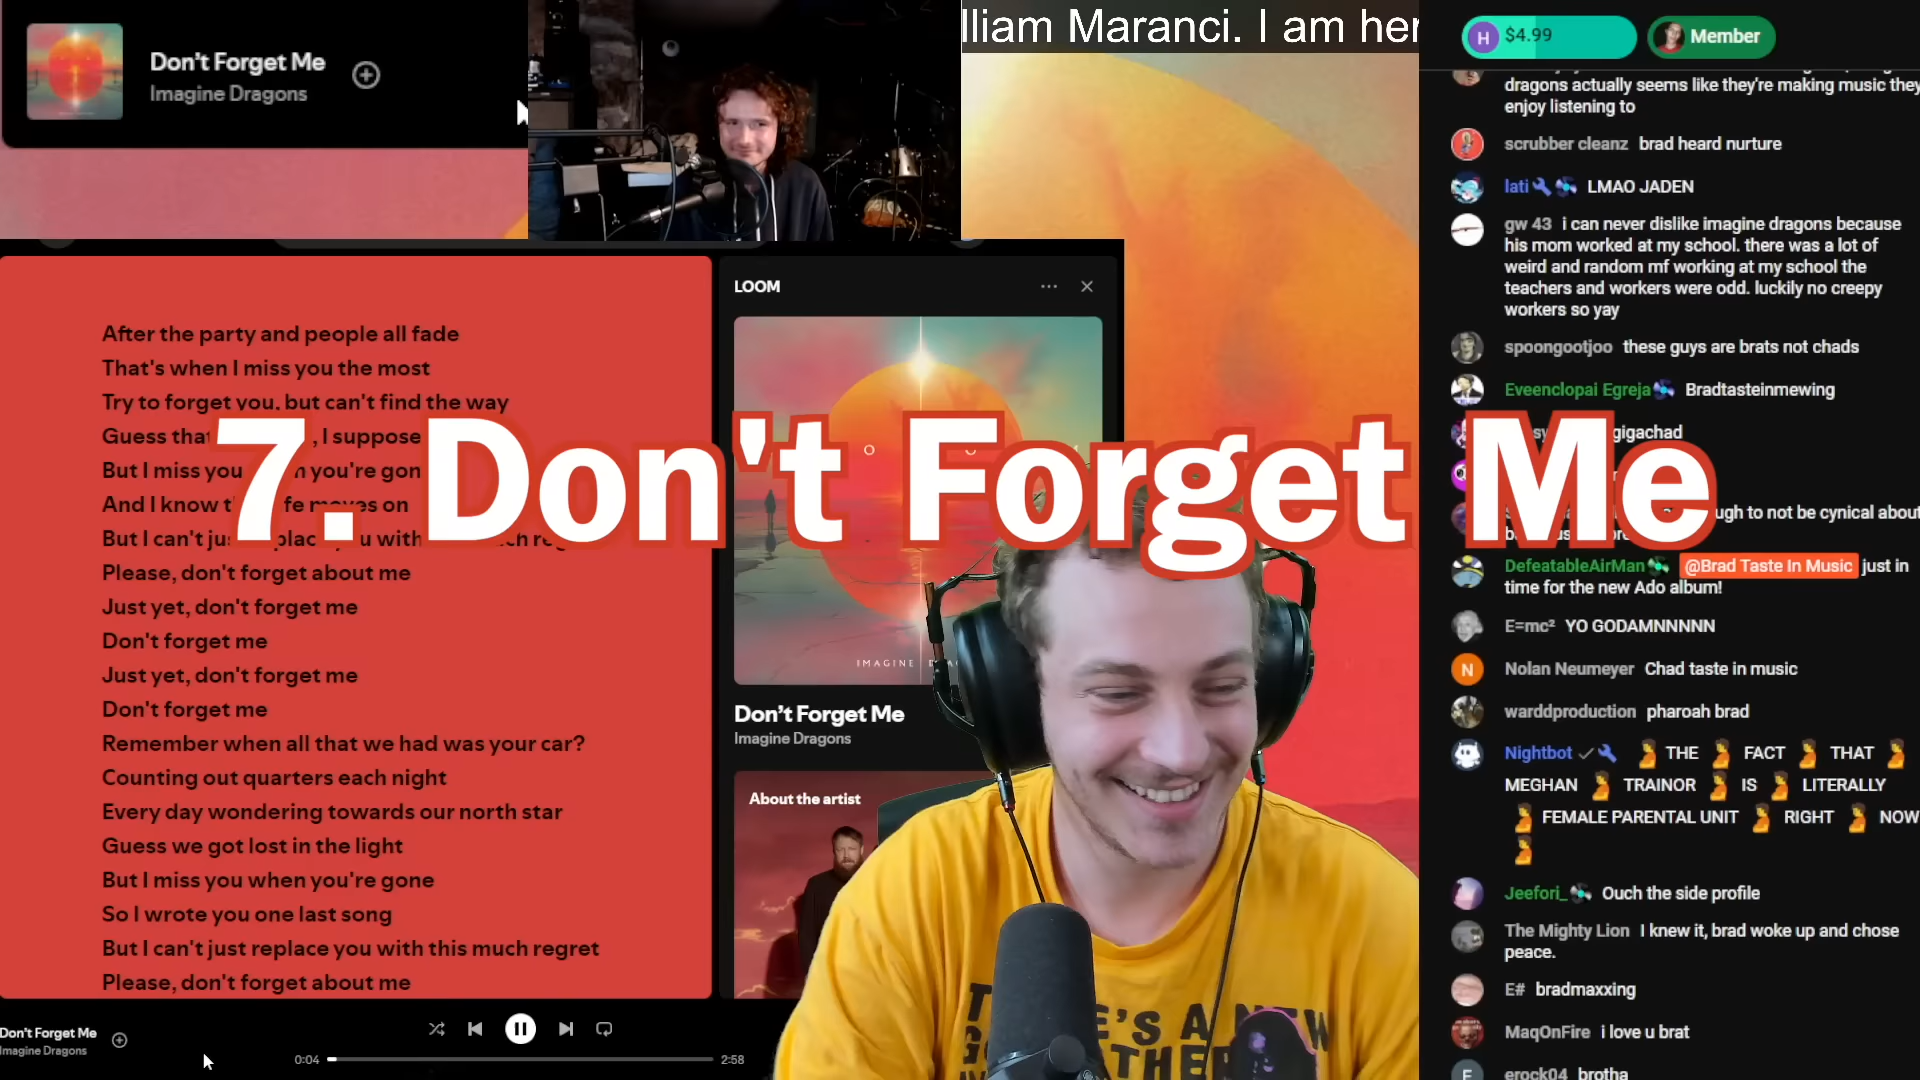 Don't Forget Me
Imagine Dragons
lliam Maranci. I am her
H $4.99
Member
7. Don't Forget Me
After the party and people all fade
That's when I miss you the most
Try to forget you, but can't find the way
Guess that , I suppose
But I miss you you're gon
And I know moves on
But I can't just replace you with
Please, don't forget about me
Just yet, don't forget me
Don't forget me
Just yet, don't forget me
Don't forget me
Remember when all that we had was your car?
Counting out quarters each night
Every day wondering towards our north star
Guess we got lost in the light
But I miss you when you're gone
So I wrote you one last song
But I can't just replace you with this much regret
Please, don't forget about me
LOOM
IMAGINE
Don't Forget Me
Imagine Dragons
About the artist
Don't Forget Me
Imagine Dragons
0:04
2:58
A NEW
dragons actually seems like they're making music they
enjoy listening to
scrubber cleanz brad heard nurture
lati LMAO JADEN
gw 43 i can never dislike imagine dragons because
his mom worked at my school. there was a lot of
weird and random mf working at my school the
teachers and workers were odd. luckily no creepy
workers so yay
spoongootjoo these guys are brats not chads
Eveenclopai Egreja Bradtasteinmewing
gigachad
ugh to not be cynical about
DefeatableAirMan @Brad Taste In Music just in
time for the new Ado album!
E=mc² YO GODAMNNNNN
N Nolan Neumeyer Chad taste in music
warddproduction pharoah brad
Nightbot THE FACT THAT
MEGHAN TRAINOR IS LITERALLY
FEMALE PARENTAL UNIT RIGHT NOW
Jeefori_ Ouch the side profile
The Mighty Lion I knew it, brad woke up and chose
peace.
E# bradmaxxing
MaqOnFire i love u brat
E erock04 brotha